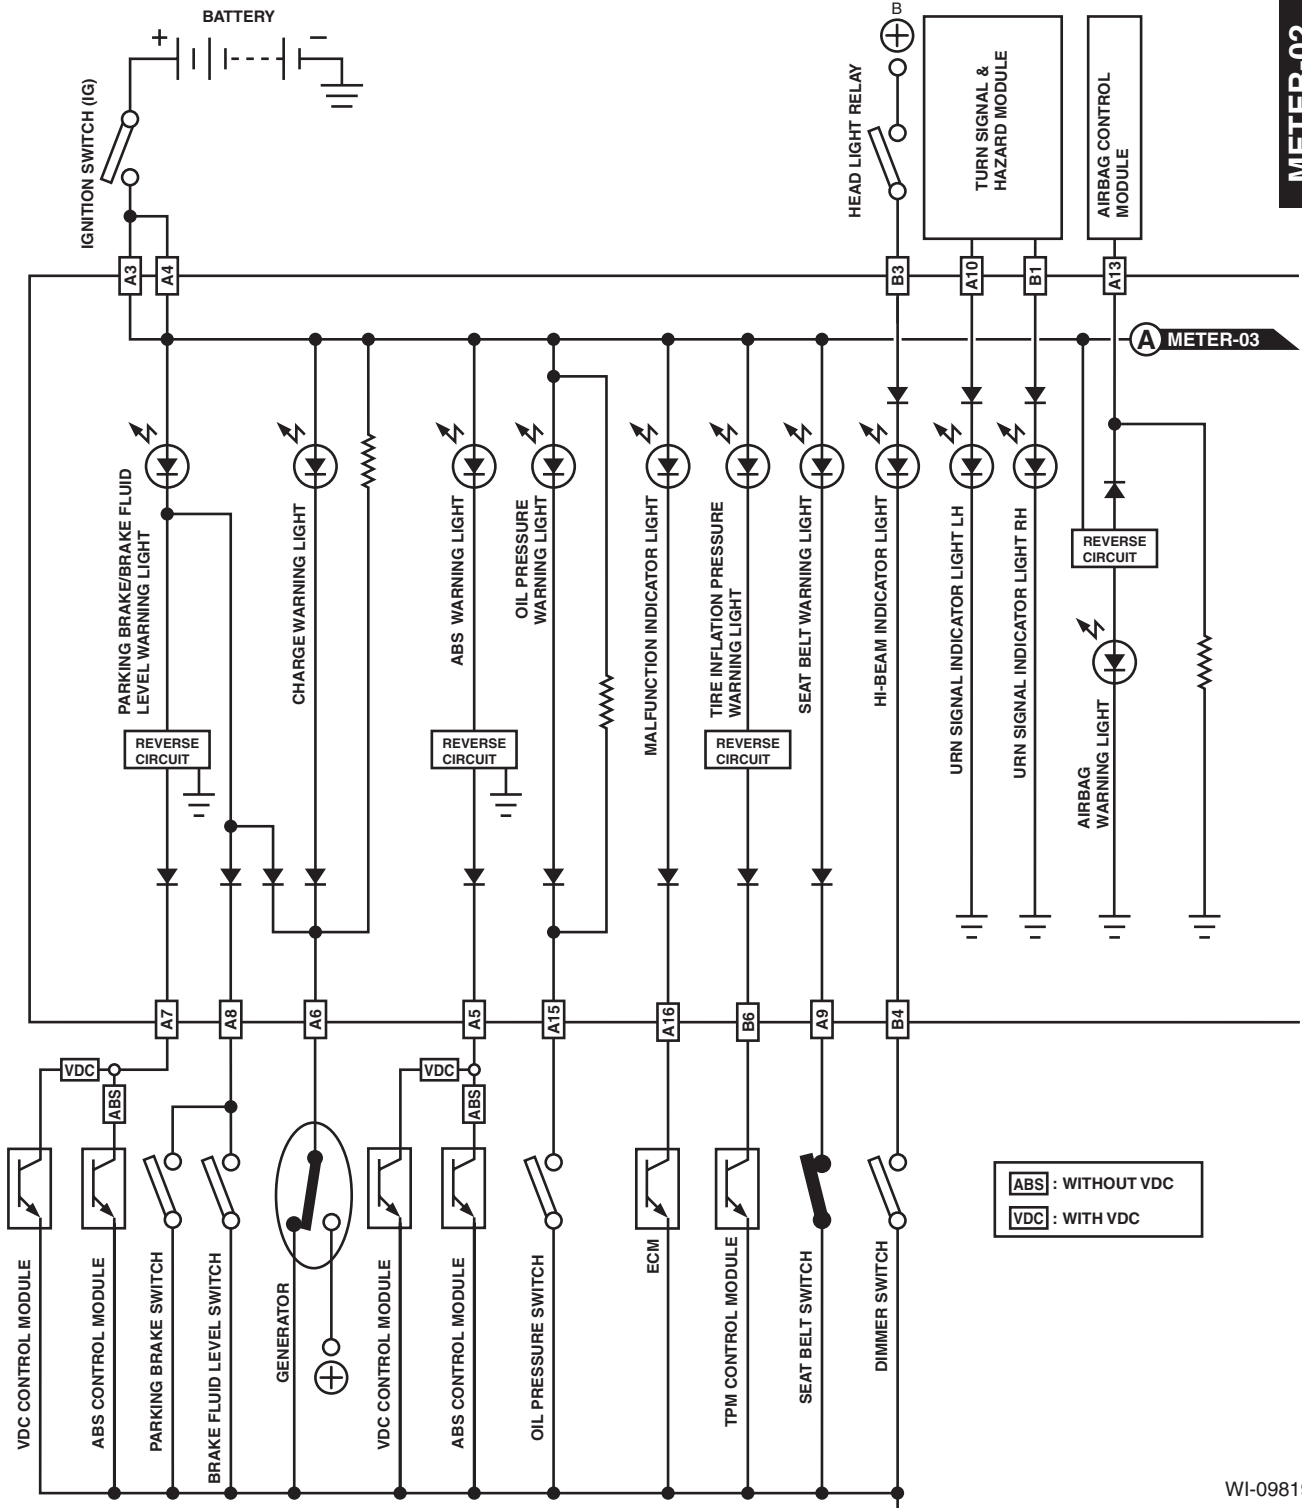 BATTERY
+
−
B
METER-02
IGNITION SWITCH (IG)
HEAD LIGHT RELAY
TURN SIGNAL &
HAZARD MODULE
AIRBAG CONTROL
MODULE
A3
A4
B3
A10
B1
A13
A
METER-03
PARKING BRAKE/BRAKE FLUID
LEVEL WARNING LIGHT
CHARGE WARNING LIGHT
ABS WARNING LIGHT
OIL PRESSURE
WARNING LIGHT
MALFUNCTION INDICATOR LIGHT
TIRE INFLATION PRESSURE
WARNING LIGHT
SEAT BELT WARNING LIGHT
HI-BEAM INDICATOR LIGHT
URN SIGNAL INDICATOR LIGHT LH
URN SIGNAL INDICATOR LIGHT RH
REVERSE
CIRCUIT
AIRBAG
WARNING LIGHT
REVERSE
CIRCUIT
REVERSE
CIRCUIT
REVERSE
CIRCUIT
A7
A8
A6
A5
A15
A16
B6
A9
B4
VDC
ABS
VDC
ABS
VDC CONTROL MODULE
ABS CONTROL MODULE
PARKING BRAKE SWITCH
BRAKE FLUID LEVEL SWITCH
GENERATOR
VDC CONTROL MODULE
ABS CONTROL MODULE
OIL PRESSURE SWITCH
ECM
TPM CONTROL MODULE
SEAT BELT SWITCH
DIMMER SWITCH
ABS : WITHOUT VDC
VDC : WITH VDC